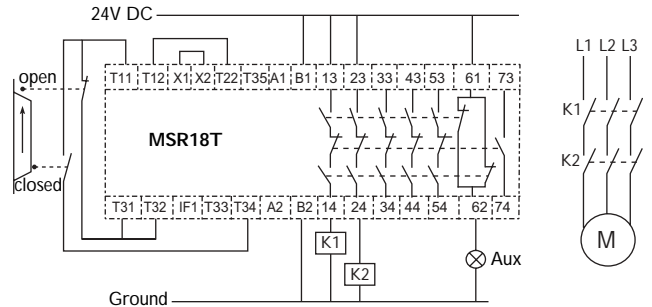 24V DC
T11 T12 X1 X2 T22 T35 A1 B1 13 23 33 43 53 61 73
L1 L2 L3
open
K1
MSR18T
K2
closed
T31 T32 IF1 T33 T34 A2 B2 14 24 34 44 54 62 74
K1
M
K2
Aux
Ground